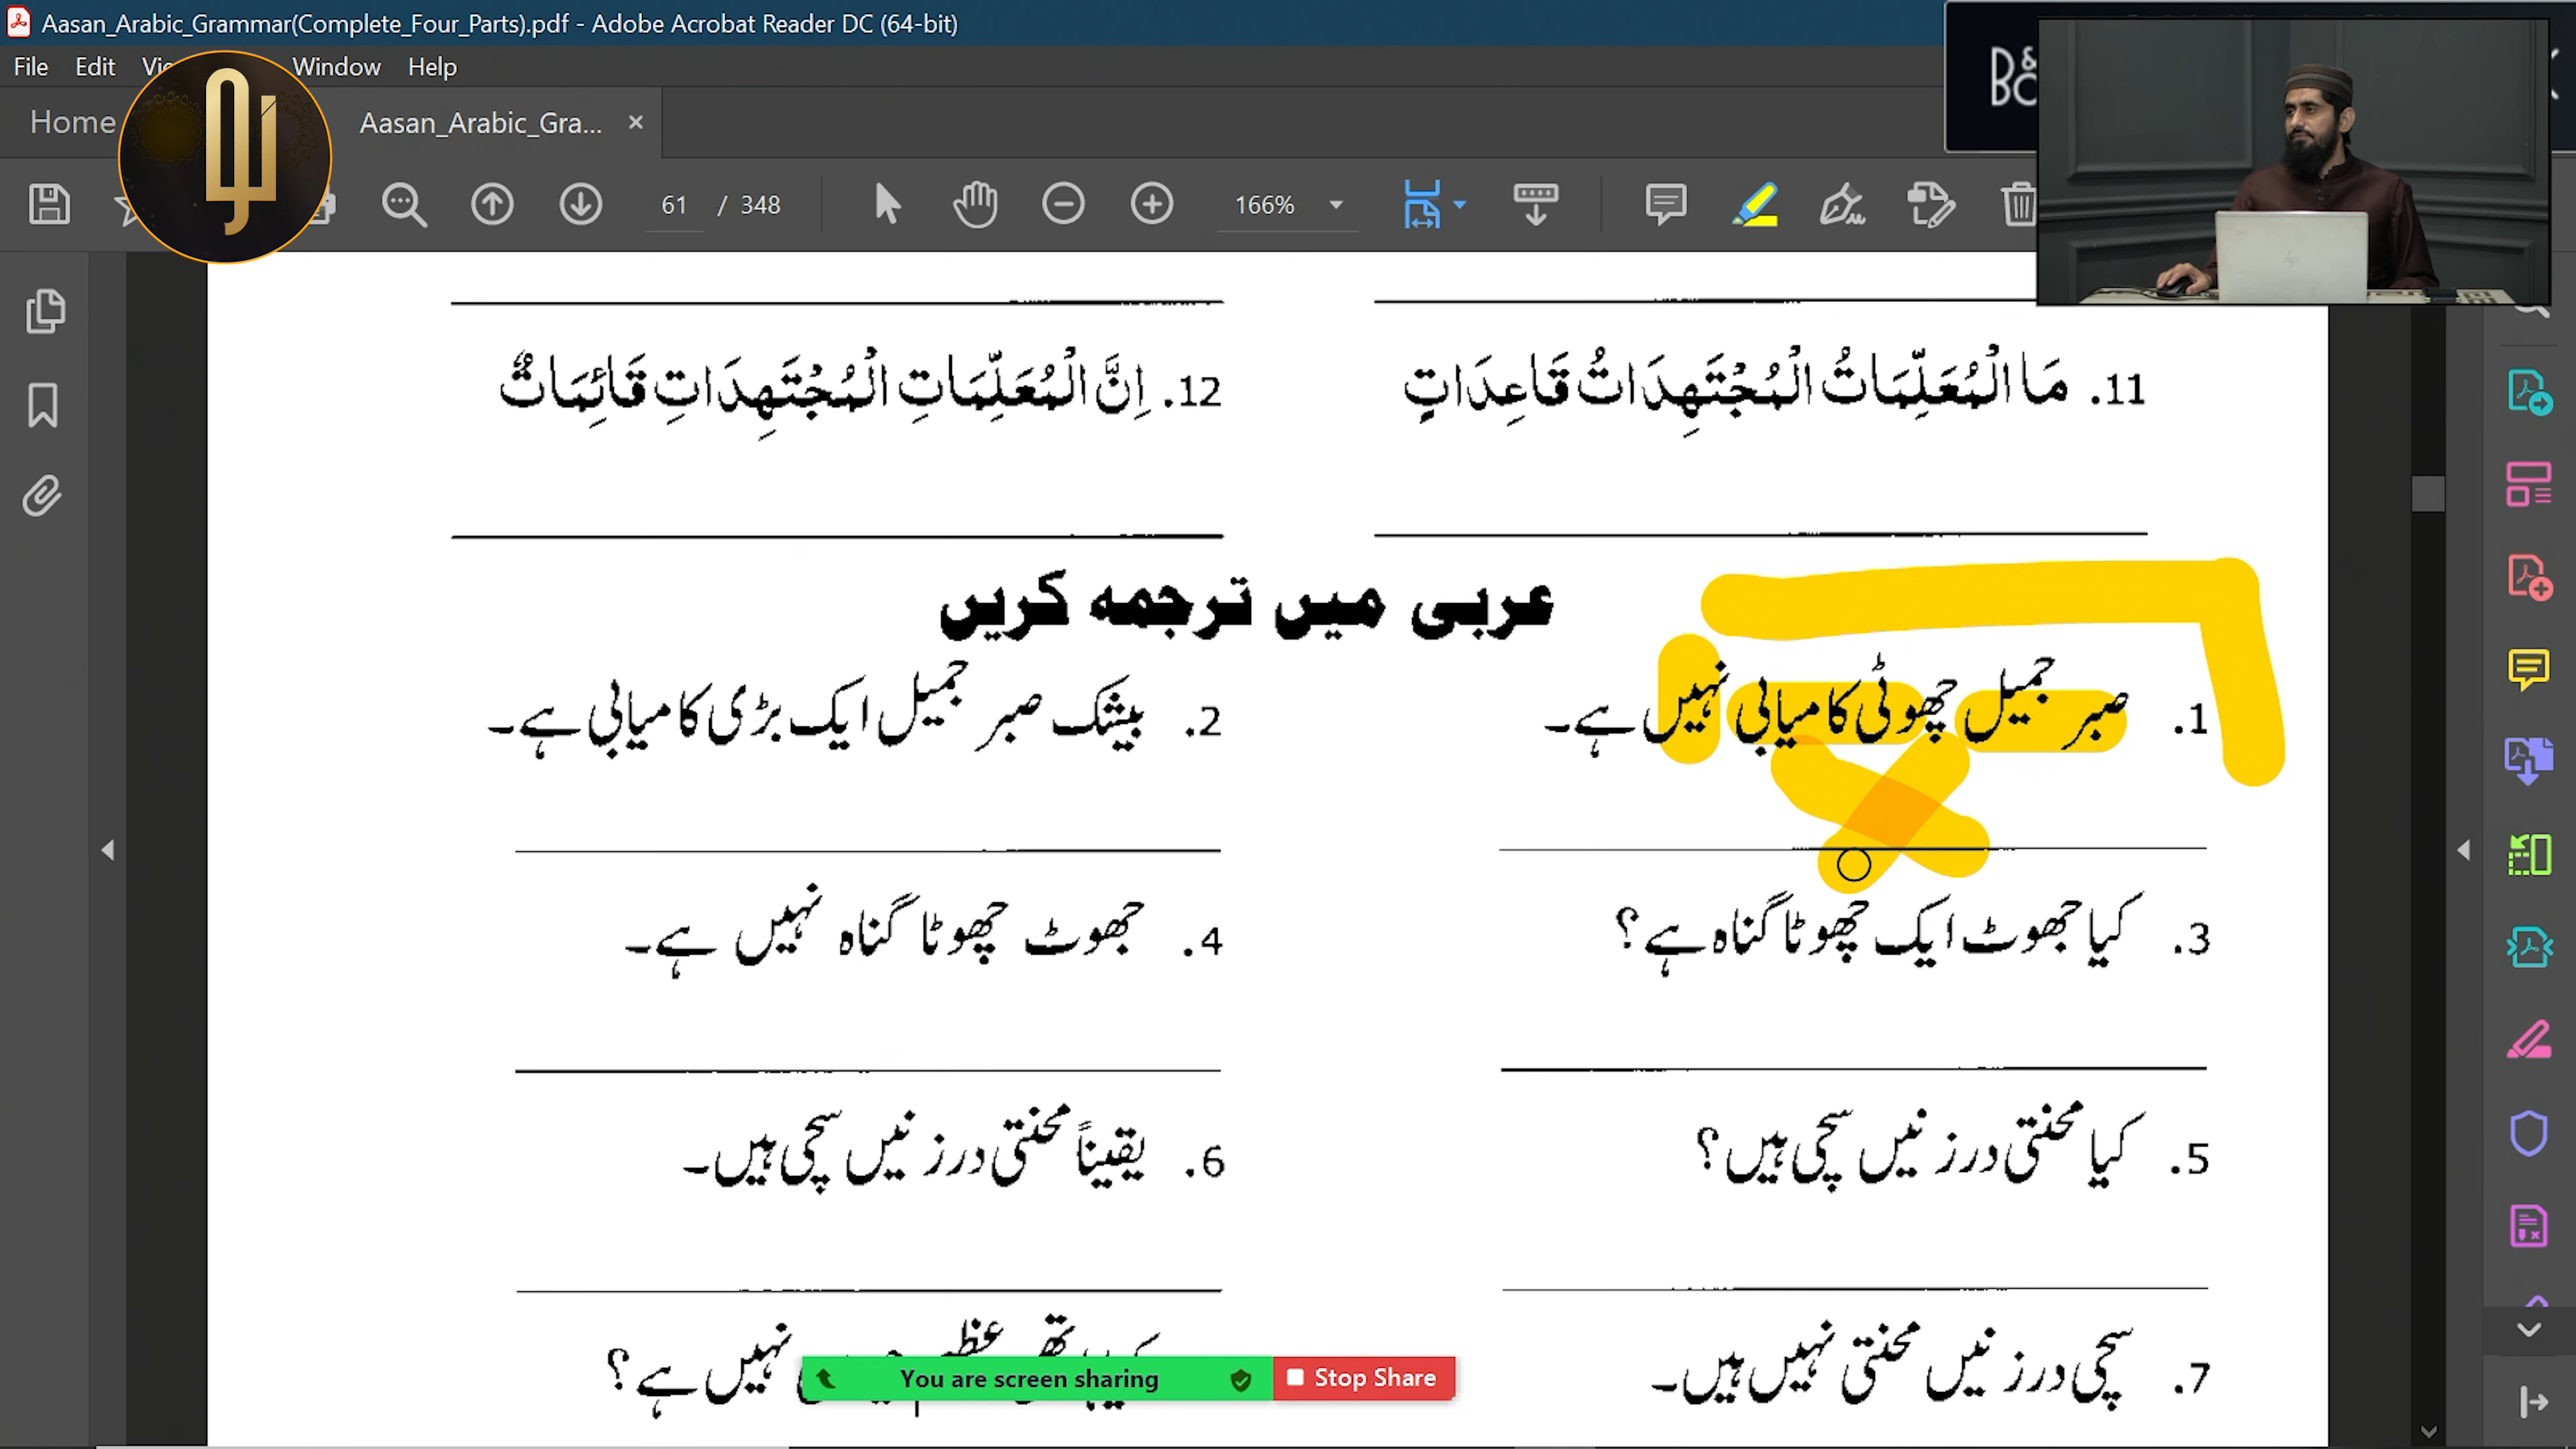 Aasan_Arabic_Grammar(Complete_Four_Parts).pdf - Adobe Acrobat Reader DC (64-bit)
File Edit Window Help
Home Aasan_Arabic_Gra... ×
61 / 348 166%
B&
11. مَا الْمُعَلِّمَاتُ الْمُجْتَهِدَاتُ قَاعِدَاتٍ
12. اِنَّ الْمُعَلِّمَاتِ الْمُجْتَهِدَاتِ قَائِمَاتٌ
عربی میں ترجمہ کریں
1. صبر جمیل چھوٹی کامیابی نہیں ہے۔
2. بیشک صبر جمیل ایک بڑی کامیابی ہے۔
3. کیا جھوٹ ایک چھوٹا گناہ ہے؟
4. جھوٹ چھوٹا گناہ نہیں ہے۔
5. کیا محنتی درزنیں سچی ہیں؟
6. یقیناً محنتی درزنیں سچی ہیں۔
7. سچی درزنیں محنتی نہیں ہیں۔
نہیں ہے؟
You are screen sharing Stop Share